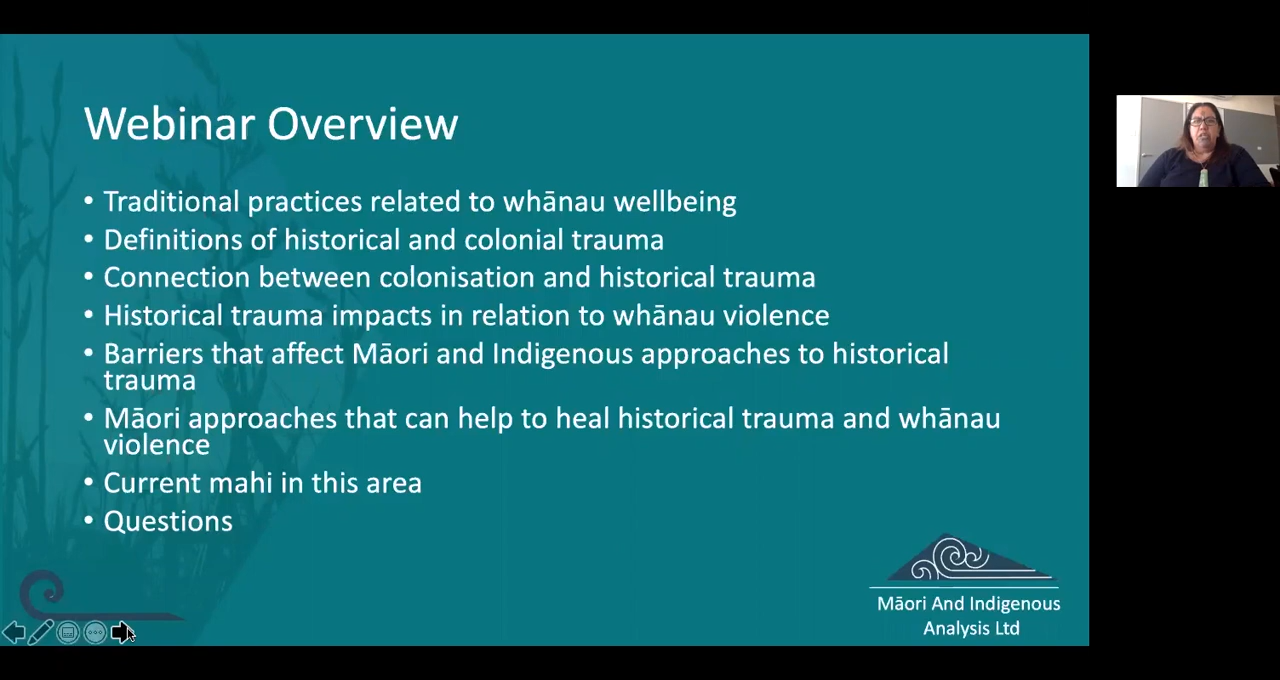 Webinar Overview
• Traditional practices related to whānau wellbeing
• Definitions of historical and colonial trauma
• Connection between colonisation and historical trauma
• Historical trauma impacts in relation to whānau violence
• Barriers that affect Māori and Indigenous approaches to historical
trauma
• Māori approaches that can help to heal historical trauma and whānau
violence
• Current mahi in this area
• Questions
Māori And Indigenous
Analysis Ltd